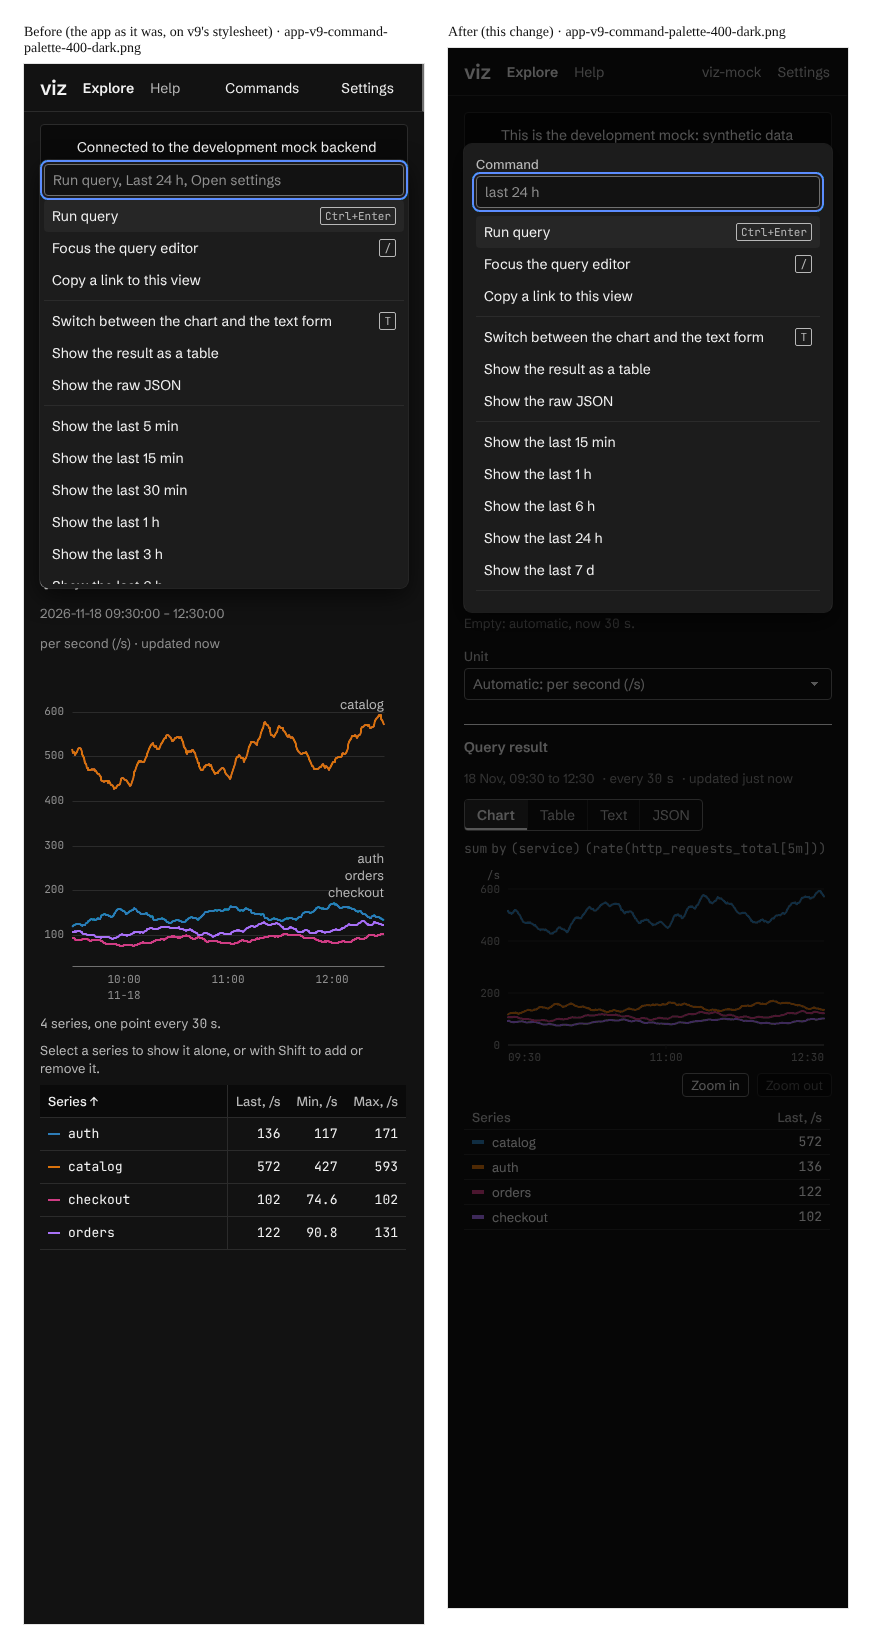 Before (the app as it was, on v9's stylesheet) · app-v9-command-
palette-400-dark.png
viz Explore Help Commands Settings
Connected to the development mock backend
Run query, Last 24 h, Open settings
Run query Ctrl+Enter
Focus the query editor /
Copy a link to this view
Switch between the chart and the text form T
Show the result as a table
Show the raw JSON
Show the last 5 min
Show the last 15 min
Show the last 30 min
Show the last 1 h
Show the last 3 h
2026-11-18 09:30:00 – 12:30:00
per second (/s) · updated now
catalog
600
500
400
300
auth
orders
200
checkout
100
10:00 11:00 12:00
11-18
4 series, one point every 30 s.
Select a series to show it alone, or with Shift to add or
remove it.
Series ↑ Last, /s Min, /s Max, /s
auth 136 117 171
catalog 572 427 593
checkout 102 74.6 102
orders 122 90.8 131
After (this change) · app-v9-command-palette-400-dark.png
viz Explore Help viz-mock Settings
This is the development mock: synthetic data
Command
last 24 h
Run query Ctrl+Enter
Focus the query editor /
Copy a link to this view
Switch between the chart and the text form T
Show the result as a table
Show the raw JSON
Show the last 15 min
Show the last 1 h
Show the last 6 h
Show the last 24 h
Show the last 7 d
Empty: automatic, now 30 s.
Unit
Automatic: per second (/s)
Query result
18 Nov, 09:30 to 12:30 · every 30 s · updated just now
Chart Table Text JSON
sum by (service) (rate(http_requests_total[5m]))
/s
600
400
200
0
09:30 11:00 12:30
Zoom in Zoom out
Series Last, /s
catalog 572
auth 136
orders 122
checkout 102